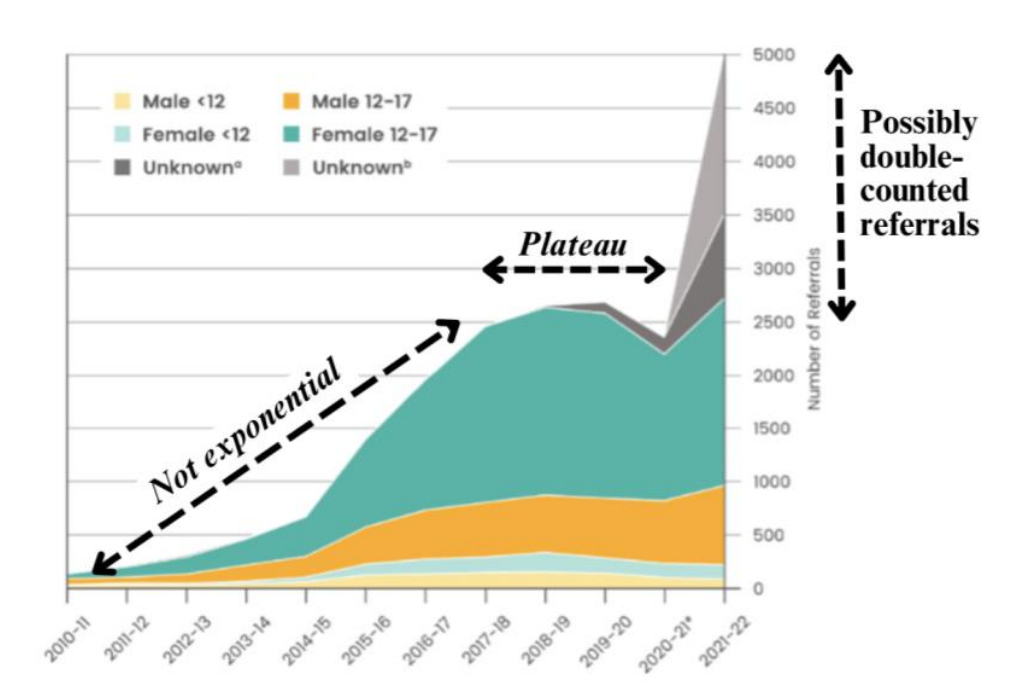 5000
4500
4000
3500
3000
2500
2000
1500
1000
500
0
Number of Referrals
Male <12
Male 12-17
Female <12
Female 12-17
Unknownᵃ
Unknownᵇ
Plateau
Not exponential
Possibly
double-
counted
referrals
2010-11
2011-12
2012-13
2013-14
2014-15
2015-16
2016-17
2017-18
2018-19
2019-20
2020-21*
2021-22